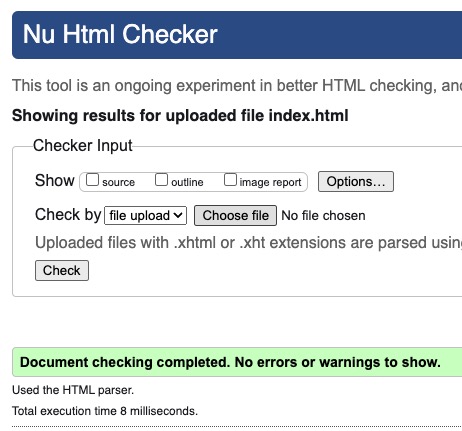 Nu Html Checker
This tool is an ongoing experiment in better HTML checking, and
Showing results for uploaded file index.html
Checker Input
Show source outline image report Options...
Check by file upload Choose file No file chosen
Uploaded files with .xhtml or .xht extensions are parsed using
Check
Document checking completed. No errors or warnings to show.
Used the HTML parser.
Total execution time 8 milliseconds.